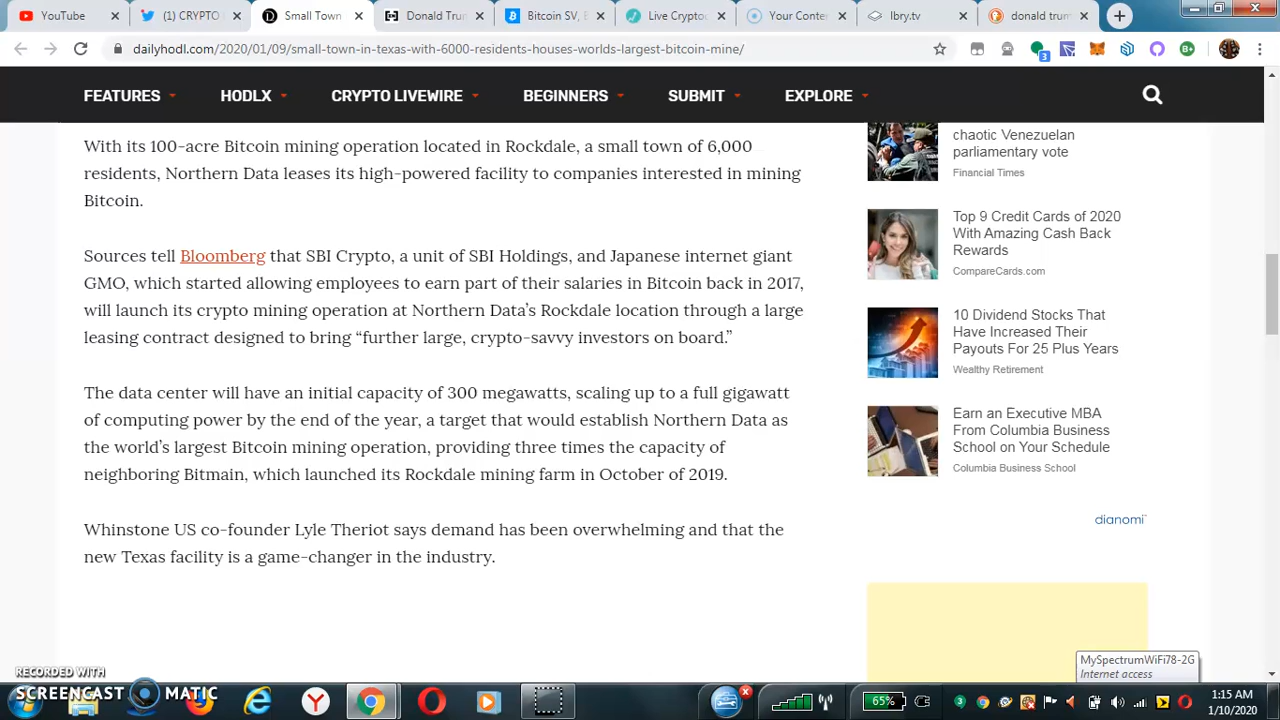 YouTube
(1) CRYPTO
Small Town
Donald Trum
Bitcoin SV, B
Live Crypto
Your Conte
lbry.tv
donald trum
dailyhodl.com/2020/01/09/small-town-in-texas-with-6000-residents-houses-worlds-largest-bitcoin-mine/
3
B+
FEATURES HODLX CRYPTO LIVEWIRE BEGINNERS SUBMIT EXPLORE
With its 100-acre Bitcoin mining operation located in Rockdale, a small town of 6,000
residents, Northern Data leases its high-powered facility to companies interested in mining
Bitcoin.
Sources tell Bloomberg that SBI Crypto, a unit of SBI Holdings, and Japanese internet giant
GMO, which started allowing employees to earn part of their salaries in Bitcoin back in 2017,
will launch its crypto mining operation at Northern Data’s Rockdale location through a large
leasing contract designed to bring “further large, crypto-savvy investors on board.”
The data center will have an initial capacity of 300 megawatts, scaling up to a full gigawatt
of computing power by the end of the year, a target that would establish Northern Data as
the world’s largest Bitcoin mining operation, providing three times the capacity of
neighboring Bitmain, which launched its Rockdale mining farm in October of 2019.
Whinstone US co-founder Lyle Theriot says demand has been overwhelming and that the
new Texas facility is a game-changer in the industry.
chaotic Venezuelan
parliamentary vote
Financial Times
Top 9 Credit Cards of 2020
With Amazing Cash Back
Rewards
CompareCards.com
10 Dividend Stocks That
Have Increased Their
Payouts For 25 Plus Years
Wealthy Retirement
Earn an Executive MBA
From Columbia Business
School on Your Schedule
Columbia Business School
dianomi
MySpectrumWiFi78-2G
Internet access
RECORDED WITH
SCREENCAST MATIC
65%
1:15 AM
1/10/2020